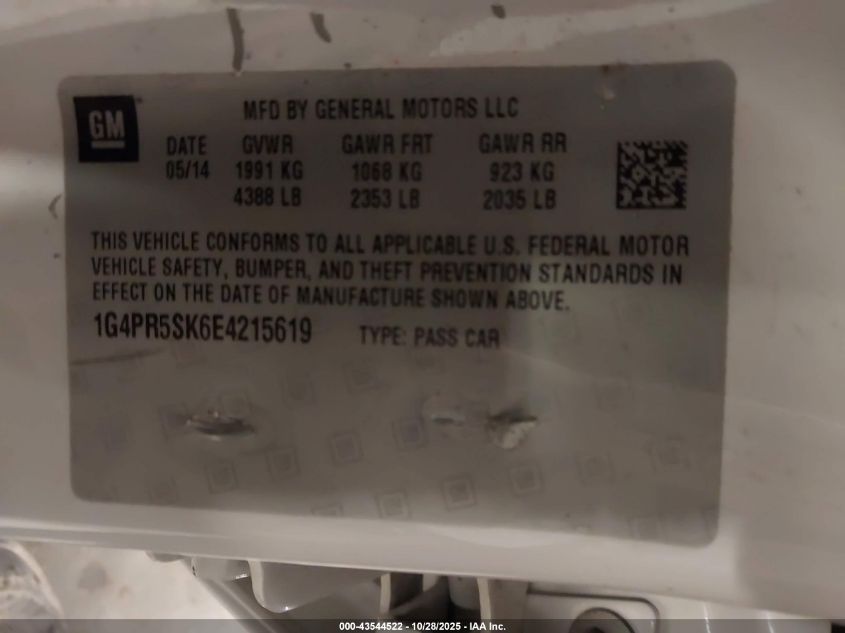 GM
MFD BY GENERAL MOTORS LLC
DATE GVWR GAWR FRT GAWR RR
05/14 1991 KG 1068 KG 923 KG
4388 LB 2353 LB 2035 LB
THIS VEHICLE CONFORMS TO ALL APPLICABLE U.S. FEDERAL MOTOR
VEHICLE SAFETY, BUMPER, AND THEFT PREVENTION STANDARDS IN
EFFECT ON THE DATE OF MANUFACTURE SHOWN ABOVE.
1G4PR5SK6E4215619 TYPE: PASS CAR
000-43544522 - 10/28/2025 - IAA Inc.